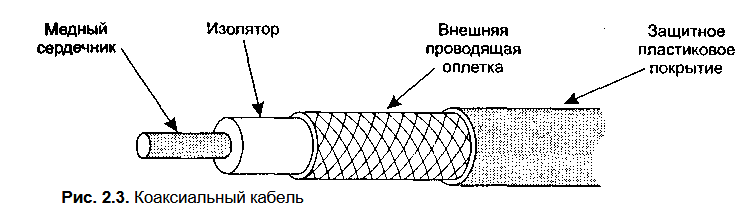 Медный
сердечник
Изолятор
Внешняя
проводящая
оплетка
Защитное
пластиковое
покрытие
Рис. 2.3. Коаксиальный кабель